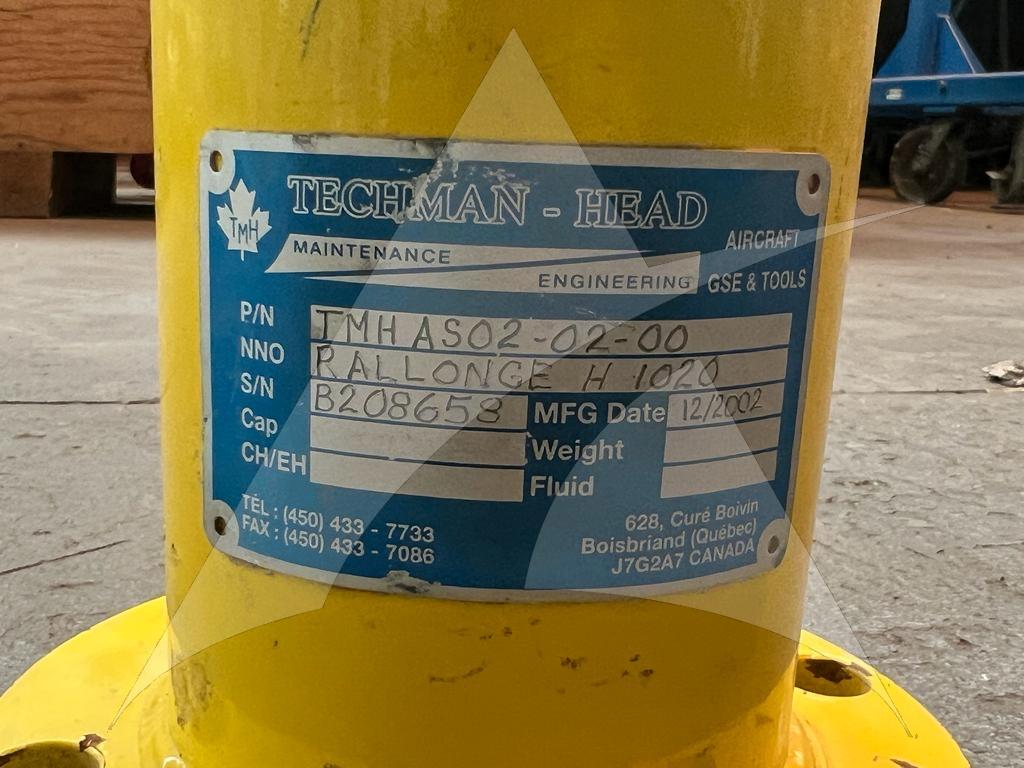 TMH
TECHMAN - HEAD
MAINTENANCE
ENGINEERING
AIRCRAFT
GSE & TOOLS
P/N TMH AS02-02-00
NNO RALLONGE H 1020
S/N B208658 MFG Date 12/2002
Cap Weight
CH/EH Fluid
TÉL : (450) 433 - 7733
FAX : (450) 433 - 7086
628, Curé Boivin
Boisbriand (Québec)
J7G2A7 CANADA